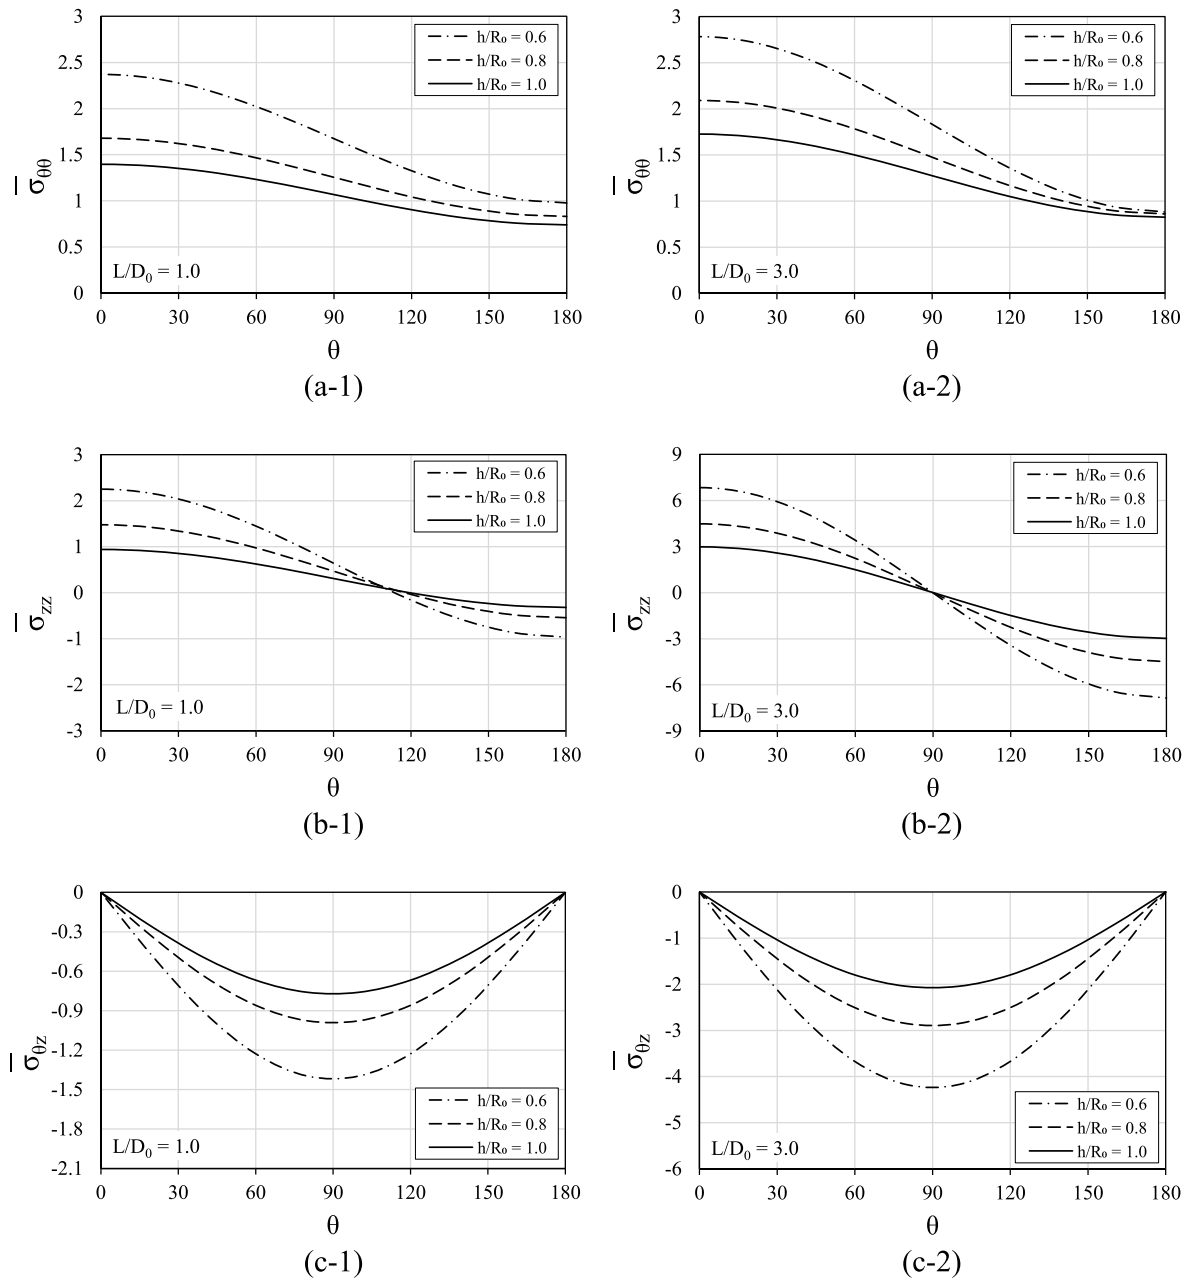 3
2.5
2
1.5
1
0.5
0
σ̅θθ
h/R₀ = 0.6
h/R₀ = 0.8
h/R₀ = 1.0
L/D₀ = 1.0
0 30 60 90 120 150 180
θ
(a-1)
3
2.5
2
1.5
1
0.5
0
σ̅θθ
h/R₀ = 0.6
h/R₀ = 0.8
h/R₀ = 1.0
L/D₀ = 3.0
0 30 60 90 120 150 180
θ
(a-2)
3
2
1
0
-1
-2
-3
σ̅zz
h/R₀ = 0.6
h/R₀ = 0.8
h/R₀ = 1.0
L/D₀ = 1.0
0 30 60 90 120 150 180
θ
(b-1)
9
6
3
0
-3
-6
-9
σ̅zz
h/R₀ = 0.6
h/R₀ = 0.8
h/R₀ = 1.0
L/D₀ = 3.0
0 30 60 90 120 150 180
θ
(b-2)
0
-0.3
-0.6
-0.9
-1.2
-1.5
-1.8
-2.1
σ̅θz
h/R₀ = 0.6
h/R₀ = 0.8
h/R₀ = 1.0
L/D₀ = 1.0
0 30 60 90 120 150 180
θ
(c-1)
0
-1
-2
-3
-4
-5
-6
σ̅θz
h/R₀ = 0.6
h/R₀ = 0.8
h/R₀ = 1.0
L/D₀ = 3.0
0 30 60 90 120 150 180
θ
(c-2)